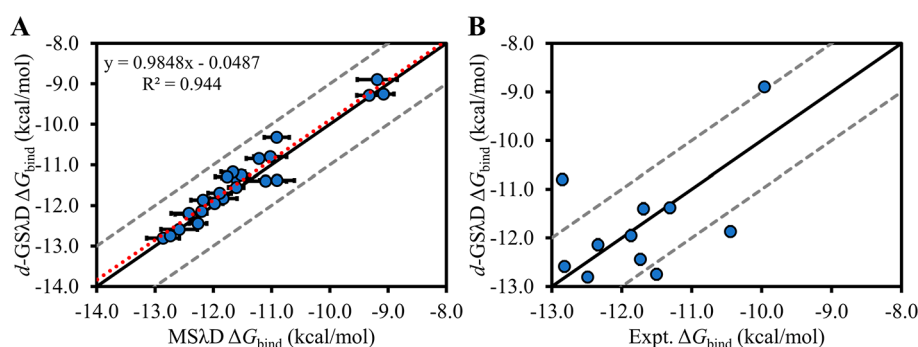 A
B
y = 0.9848x - 0.0487
R² = 0.944
d-GSλD ΔGbind (kcal/mol)
-8.0
-9.0
-10.0
-11.0
-12.0
-13.0
-14.0
-14.0 -13.0 -12.0 -11.0 -10.0 -9.0 -8.0
MSλD ΔGbind (kcal/mol)
d-GSλD ΔGbind (kcal/mol)
-8.0
-9.0
-10.0
-11.0
-12.0
-13.0
-13.0 -12.0 -11.0 -10.0 -9.0 -8.0
Expt. ΔGbind (kcal/mol)